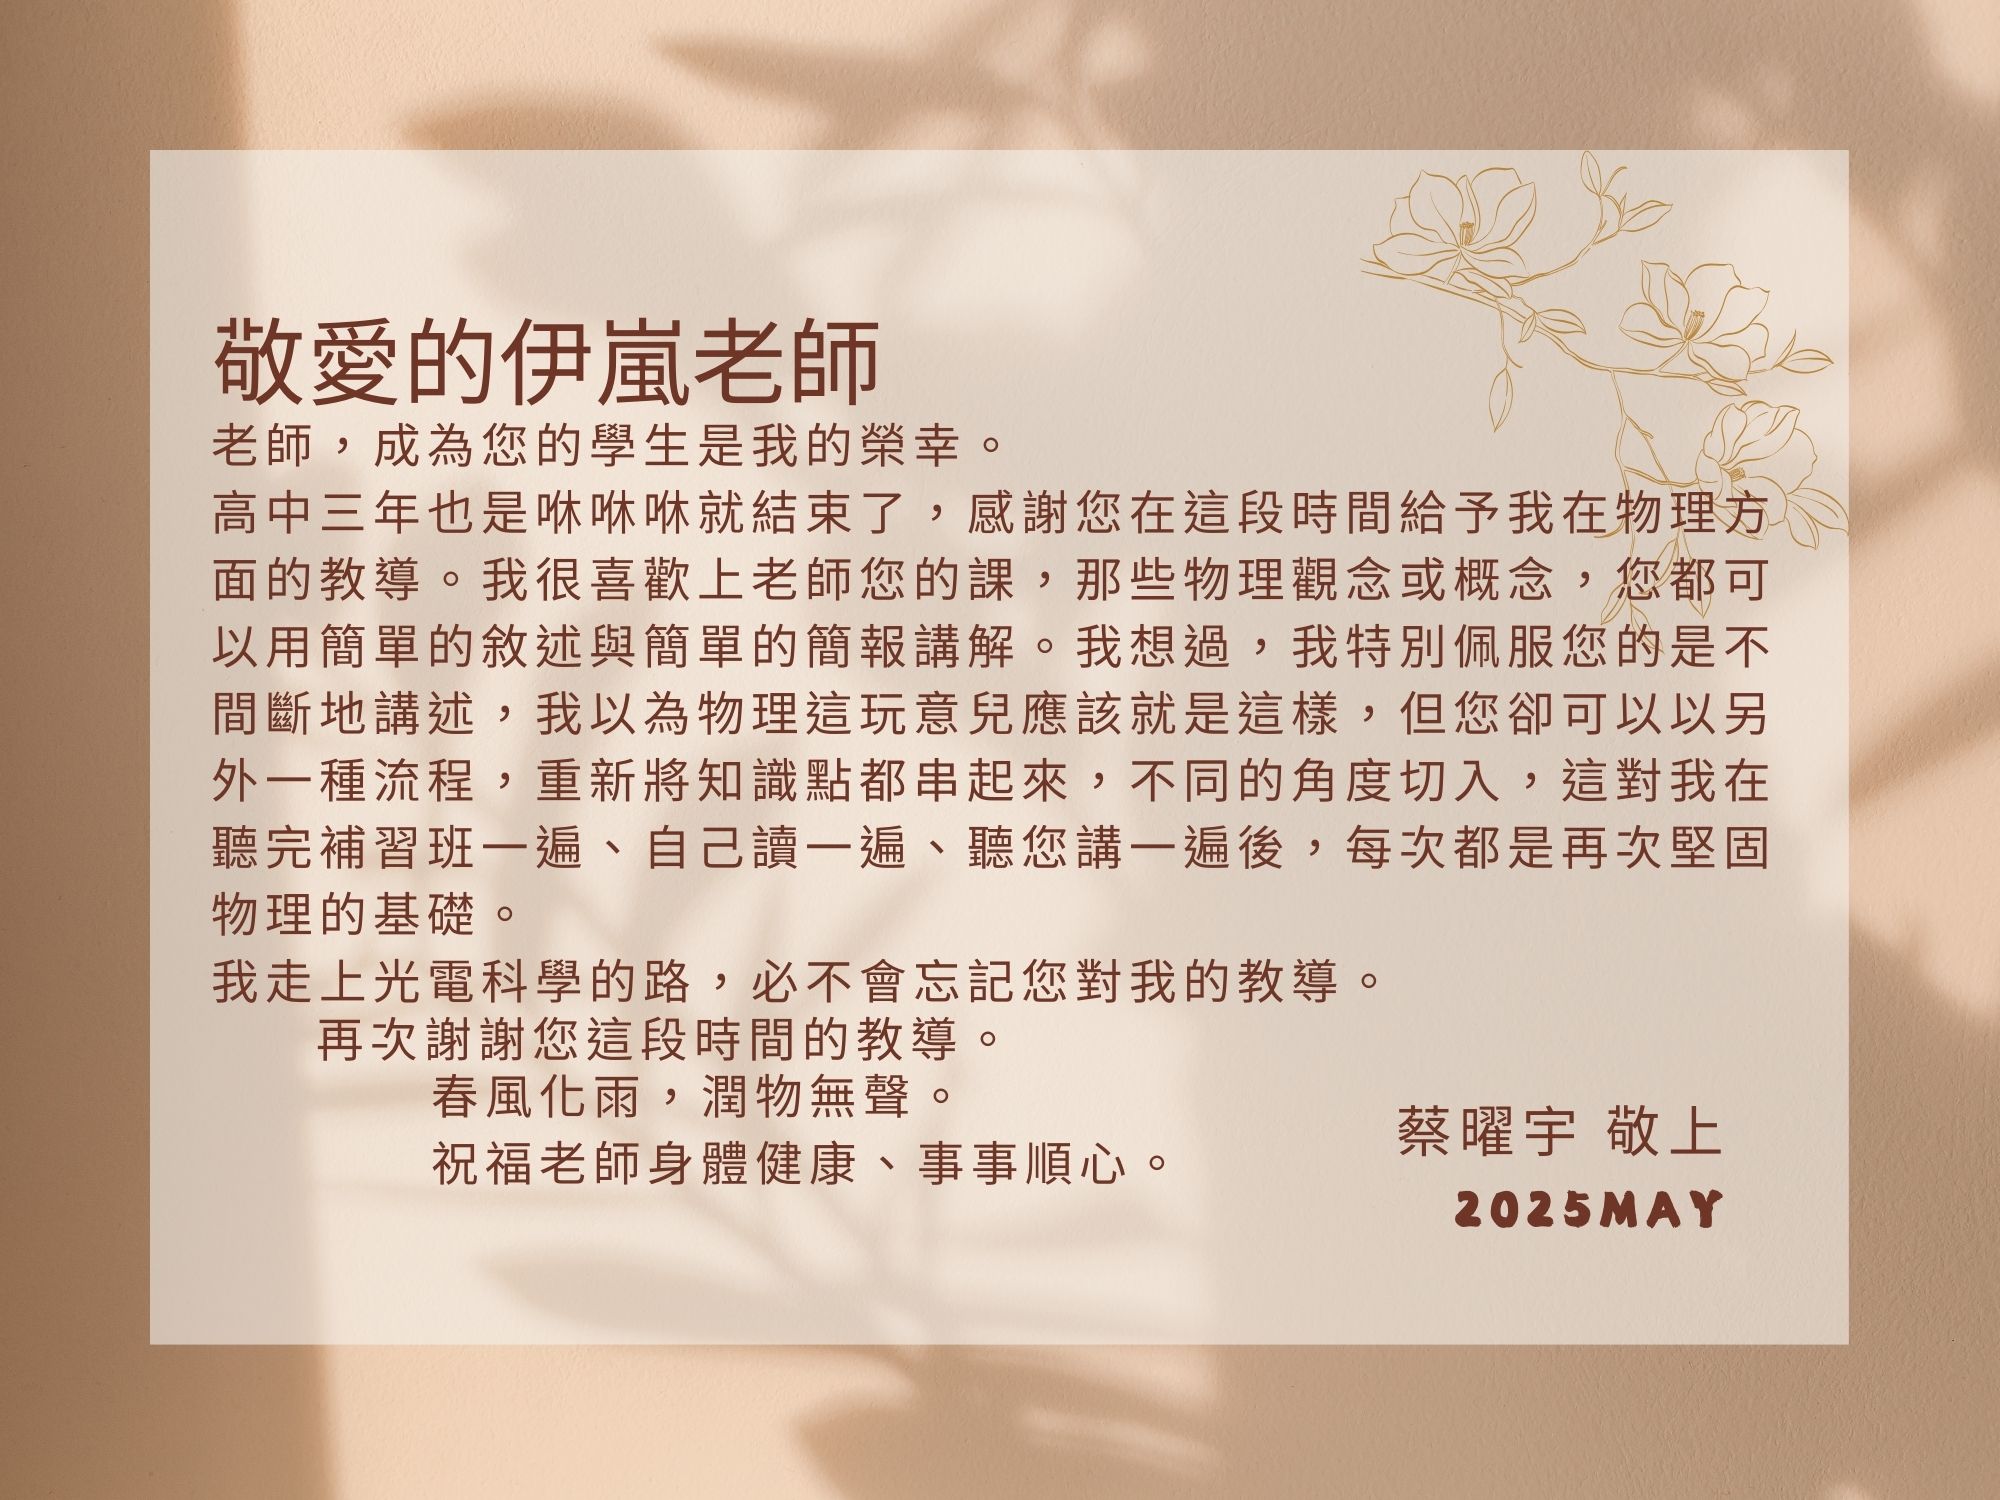 敬愛的伊嵐老師
老師，成為您的學生是我的榮幸。
高中三年也是咻咻咻就結束了，感謝您在這段時間給予我在物理方
面的教導。我很喜歡上老師您的課，那些物理觀念或概念，您都可
以用簡單的敘述與簡單的簡報講解。我想過，我特別佩服您的是不
間斷地講述，我以為物理這玩意兒應該就是這樣，但您卻可以以另
外一種流程，重新將知識點都串起來，不同的角度切入，這對我在
聽完補習班一遍、自己讀一遍、聽您講一遍後，每次都是再次堅固
物理的基礎。
我走上光電科學的路，必不會忘記您對我的教導。
再次謝謝您這段時間的教導。
春風化雨，潤物無聲。
祝福老師身體健康、事事順心。
蔡曜宇 敬上
2025MAY